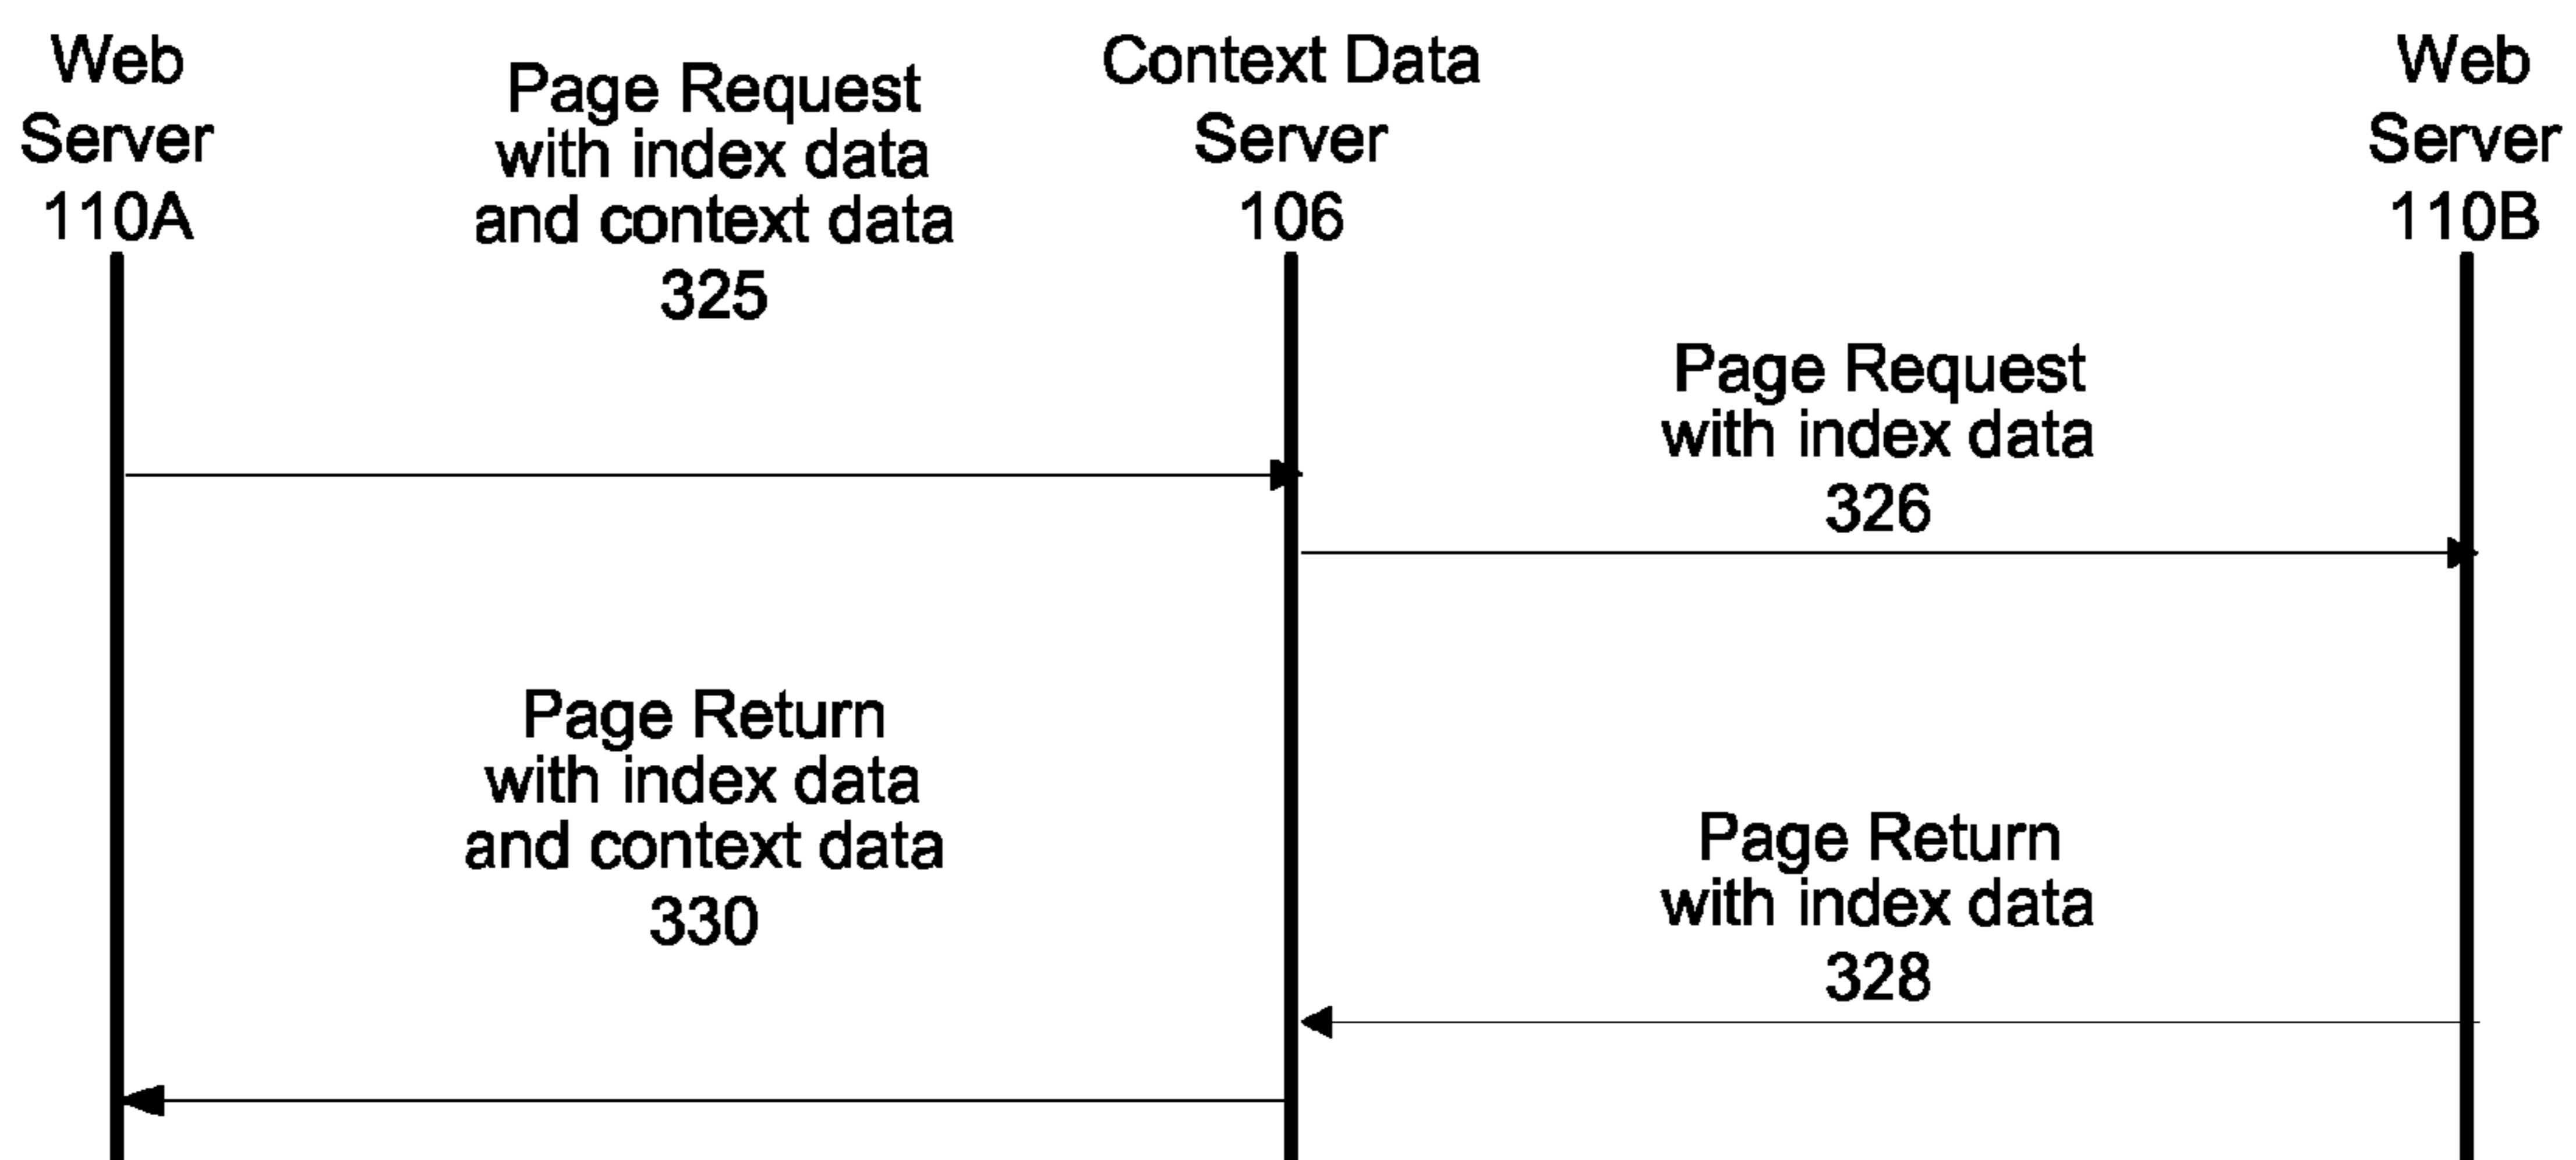 Web
Server
110A
Page Request
with index data
and context data
325
Context Data
Server
106
Web
Server
110B
Page Request
with index data
326
Page Return
with index data
and context data
330
Page Return
with index data
328